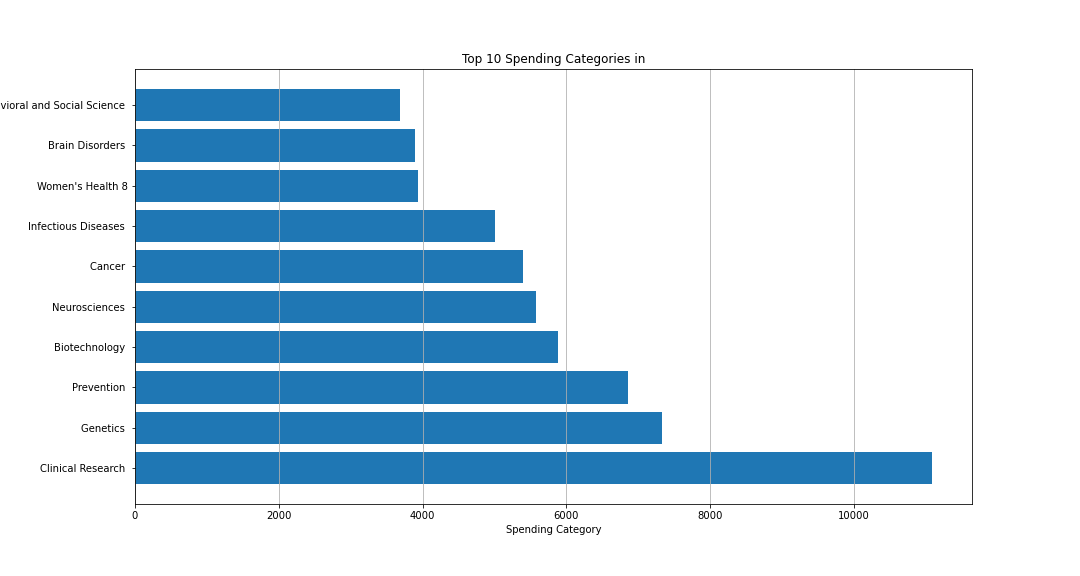 Top 10 Spending Categories in
vioral and Social Science
Brain Disorders
Women's Health 8
Infectious Diseases
Cancer
Neurosciences
Biotechnology
Prevention
Genetics
Clinical Research
0 2000 4000 6000 8000 10000
Spending Category